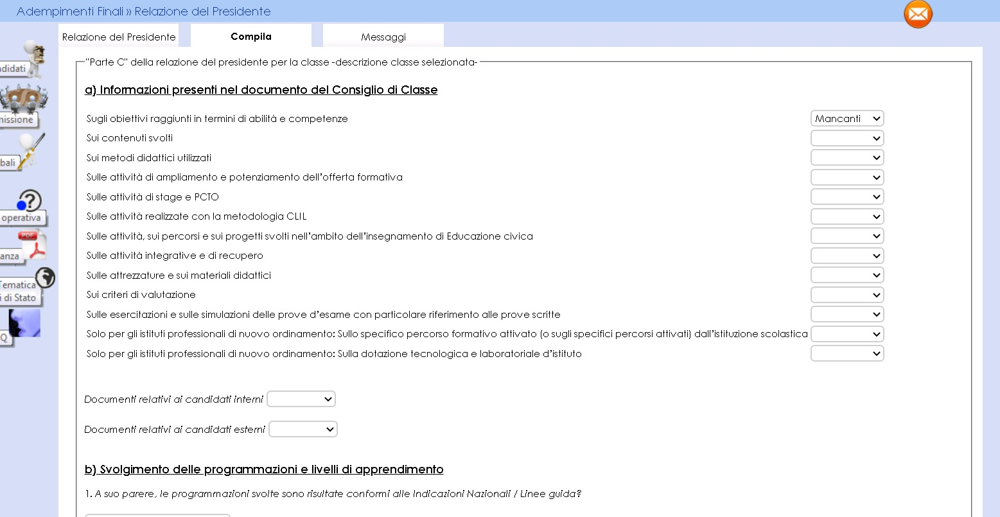 Adempimenti Finali » Relazione del Presidente
Relazione del Presidente
Compila
Messaggi
didati
missione
bali
operativa
PDF
anza
Tematica
i di Stato
Q
"Parte C" della relazione del presidente per la classe -descrizione classe selezionata-
a) Informazioni presenti nel documento del Consiglio di Classe
Sugli obiettivi raggiunti in termini di abilità e competenze Mancanti
Sui contenuti svolti
Sui metodi didattici utilizzati
Sulle attività di ampliamento e potenziamento dell'offerta formativa
Sulle attività di stage e PCTO
Sulle attività realizzate con la metodologia CLIL
Sulle attività, sui percorsi e sui progetti svolti nell'ambito dell'insegnamento di Educazione civica
Sulle attività integrative e di recupero
Sulle attrezzature e sui materiali didattici
Sui criteri di valutazione
Sulle esercitazioni e sulle simulazioni delle prove d'esame con particolare riferimento alle prove scritte
Solo per gli istituti professionali di nuovo ordinamento: Sullo specifico percorso formativo attivato (o sugli specifici percorsi attivati) dall'istituzione scolastica
Solo per gli istituti professionali di nuovo ordinamento: Sulla dotazione tecnologica e laboratoriale d'istituto
Documenti relativi ai candidati interni
Documenti relativi ai candidati esterni
b) Svolgimento delle programmazioni e livelli di apprendimento
1. A suo parere, le programmazioni svolte sono risultate conformi alle Indicazioni Nazionali / Linee guida?